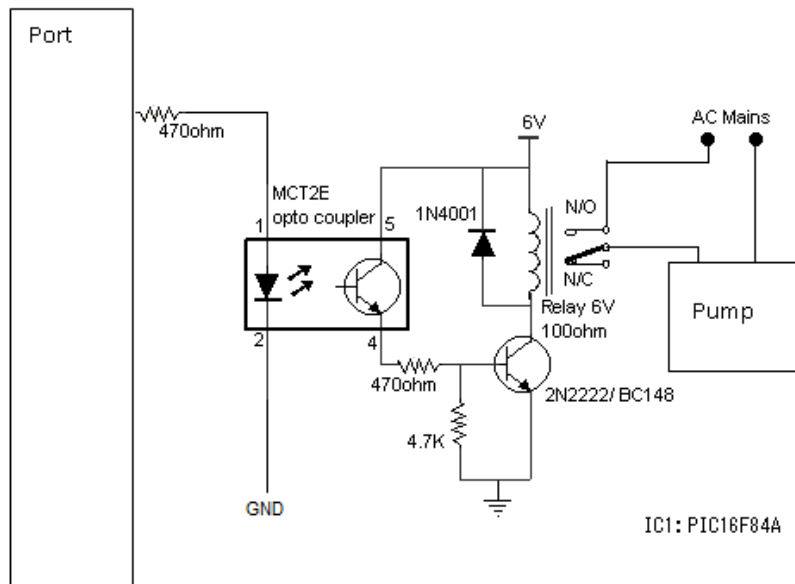 Port
470ohm
MCT2E
opto coupler
1
5
2
4
1N4001
6V
AC Mains
N/O
N/C
Relay 6V
100ohm
Pump
470ohm
2N2222/ BC148
4.7K
GND
IC1: PIC16F84A